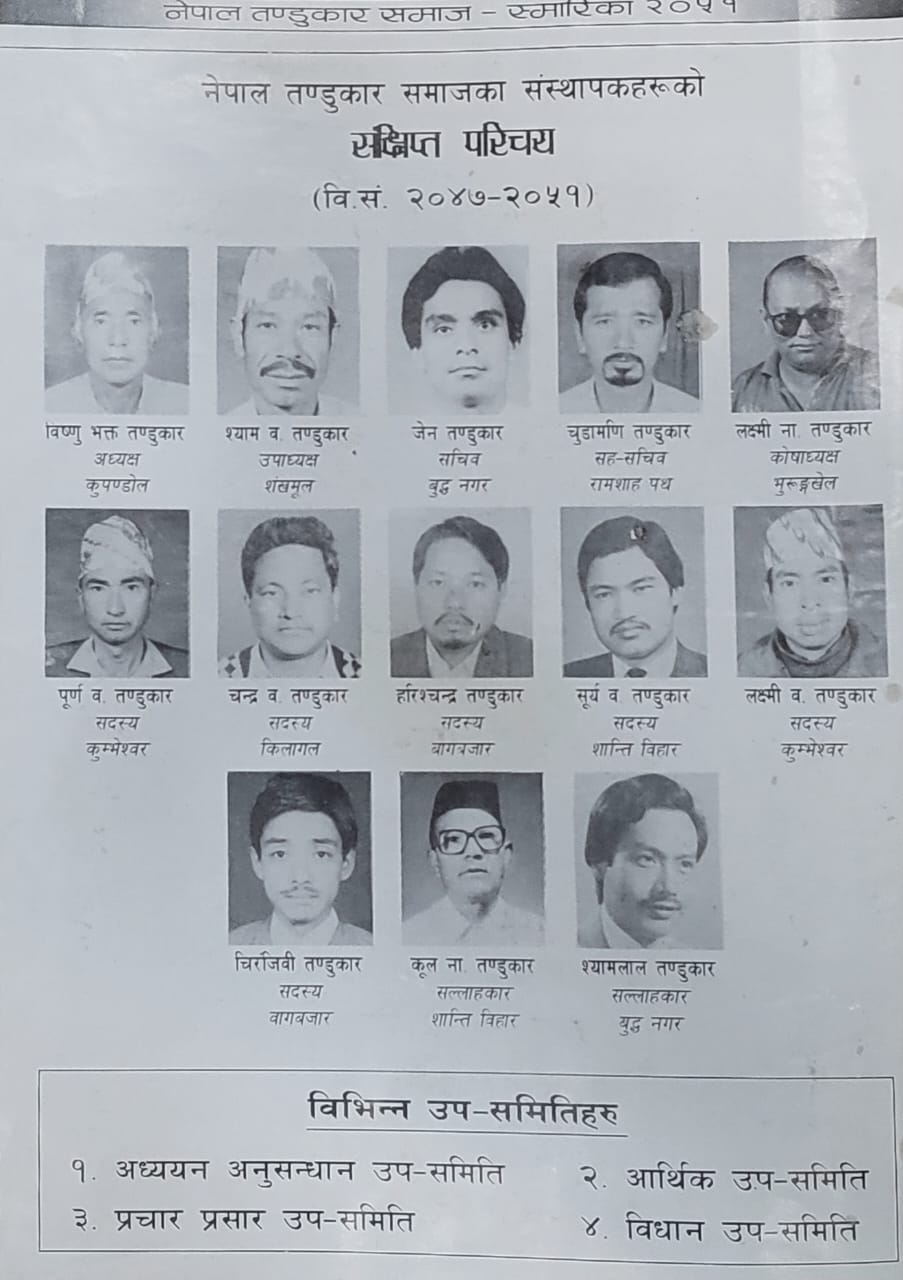 नेपाल तण्डुकार समाज - स्मारिका २०५१
नेपाल तण्डुकार समाजका संस्थापकहरूको
संक्षिप्त परिचय
(वि.सं. २०४७-२०५१)
विष्णु भक्त तण्डुकार
अध्यक्ष
कुपण्डोल
श्याम व. तण्डुकार
उपाध्यक्ष
शंखमूल
जेन तण्डुकार
सचिव
बुद्ध नगर
चुडामणि तण्डुकार
सह-सचिव
रामशाह पथ
लक्ष्मी ना. तण्डुकार
कोषाध्यक्ष
भुरूङ्गखेल
पूर्ण व. तण्डुकार
सदस्य
कुम्भेश्वर
चन्द्र व. तण्डुकार
सदस्य
किलागल
हरिश्चन्द्र तण्डुकार
सदस्य
वागबजार
सूर्य व. तण्डुकार
सदस्य
शान्ति विहार
लक्ष्मी व. तण्डुकार
सदस्य
कुम्भेश्वर
चिरंजिवी तण्डुकार
सदस्य
वागबजार
कूल ना. तण्डुकार
सल्लाहकार
शान्ति विहार
श्यामलाल तण्डुकार
सल्लाहकार
बुद्ध नगर
विभिन्न उप-समितिहरु
१. अध्ययन अनुसन्धान उप-समिति
२. आर्थिक उप-समिति
३. प्रचार प्रसार उप-समिति
४. विधान उप-समिति